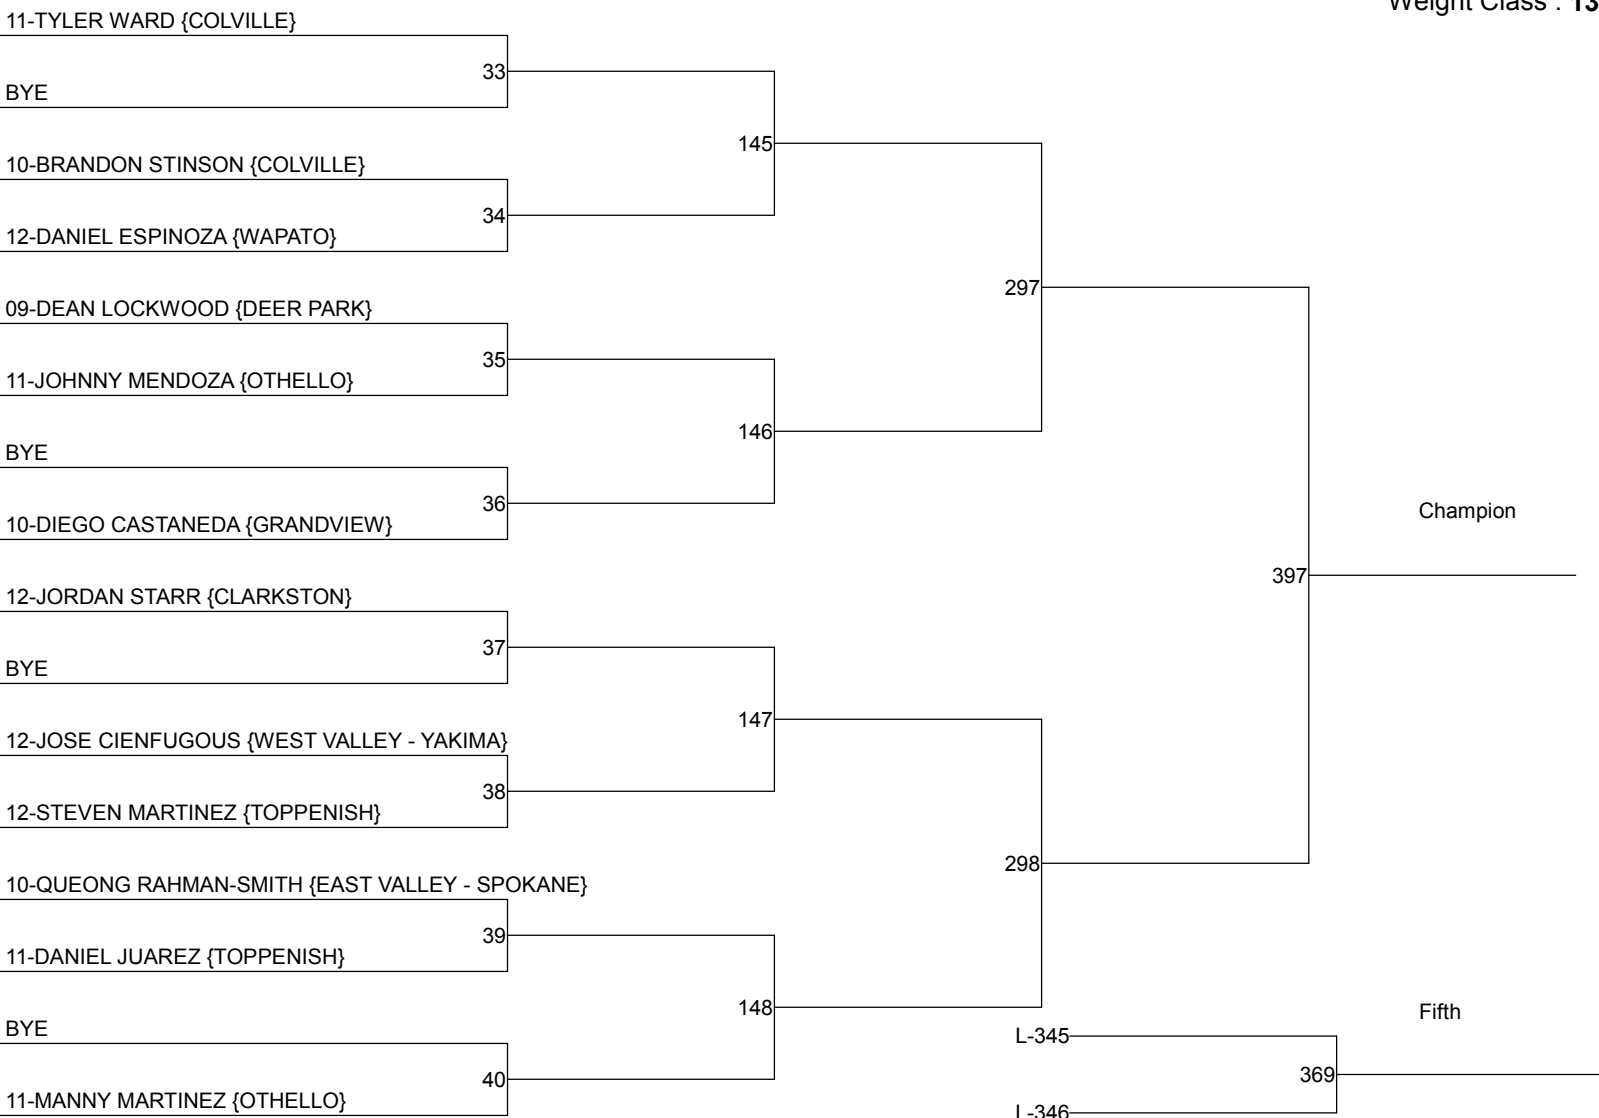 Weight Class : 13
11-TYLER WARD {COLVILLE}
33
BYE
145
10-BRANDON STINSON {COLVILLE}
34
12-DANIEL ESPINOZA {WAPATO}
297
09-DEAN LOCKWOOD {DEER PARK}
35
11-JOHNNY MENDOZA {OTHELLO}
146
BYE
36
10-DIEGO CASTANEDA {GRANDVIEW}
Champion
397
12-JORDAN STARR {CLARKSTON}
37
BYE
147
12-JOSE CIENFUGOUS {WEST VALLEY - YAKIMA}
38
12-STEVEN MARTINEZ {TOPPENISH}
298
10-QUEONG RAHMAN-SMITH {EAST VALLEY - SPOKANE}
39
11-DANIEL JUAREZ {TOPPENISH}
148
BYE
Fifth
L-345
40
369
11-MANNY MARTINEZ {OTHELLO}
L-346